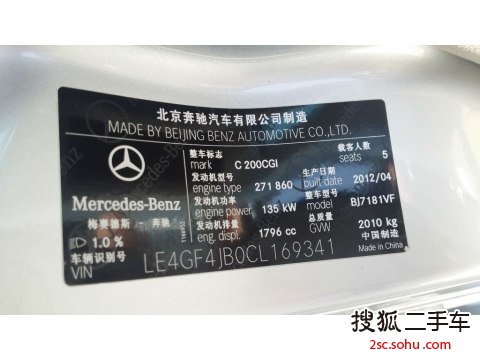 北京奔驰汽车有限公司制造
MADE BY BEIJING BENZ AUTOMOTIVE CO.,LTD.
整车标志 载客人数
mark C 200CGI seats 5
发动机型号 生产日期
engine type 271 860 built date 2012/04
发动机功率 整车型号
engine power 135 kW model BJ7181VF
发动机排量 总质量
eng. displ. 1796 cc GVW 2010 kg
Mercedes-Benz
梅赛德斯 - 奔驰
1.0 %
中国制造
Made in China
车辆识别号
VIN LE4GF4JB0CL169341
搜狐二手车
2sc.sohu.com